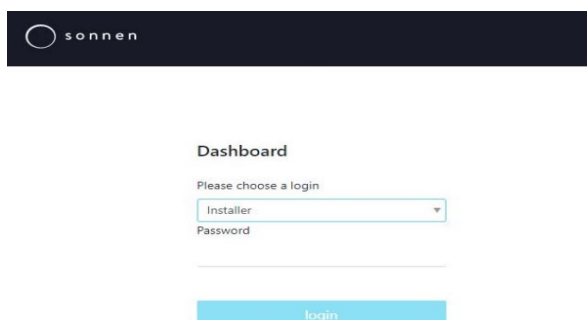 sonnen
Dashboard
Please choose a login
Installer
Password
login